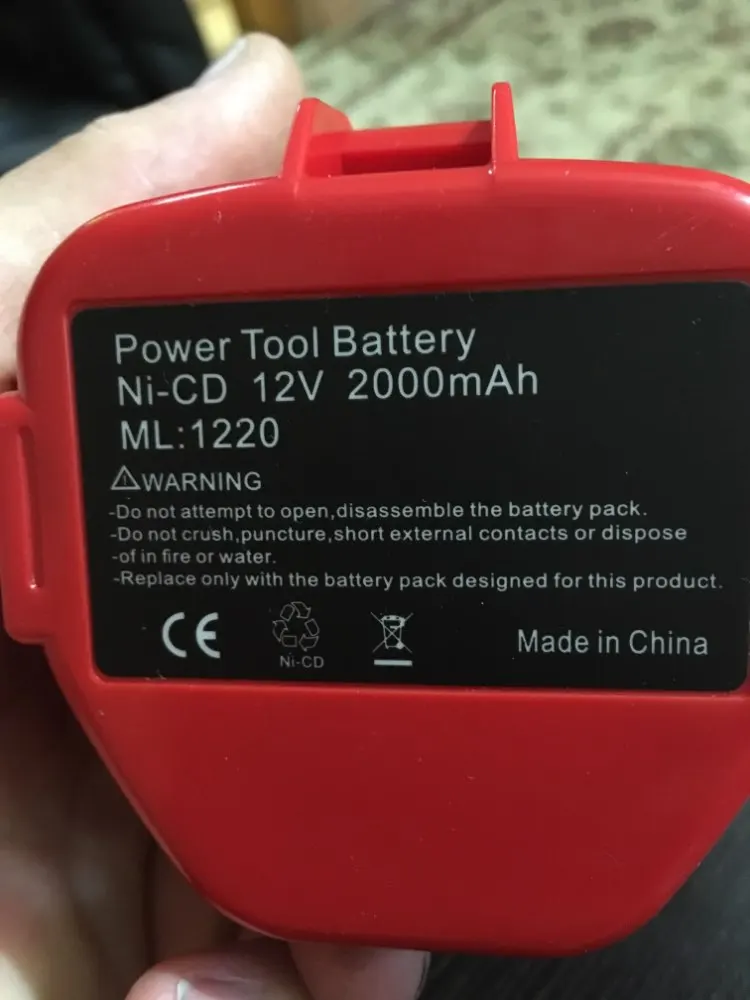 Power Tool Battery
Ni-CD 12V 2000mAh
ML:1220
⚠WARNING
-Do not attempt to open,disassemble the battery pack.
-Do not crush,puncture,short external contacts or dispose
-of in fire or water.
-Replace only with the battery pack designed for this product.
CE
Ni-CD
Made in China